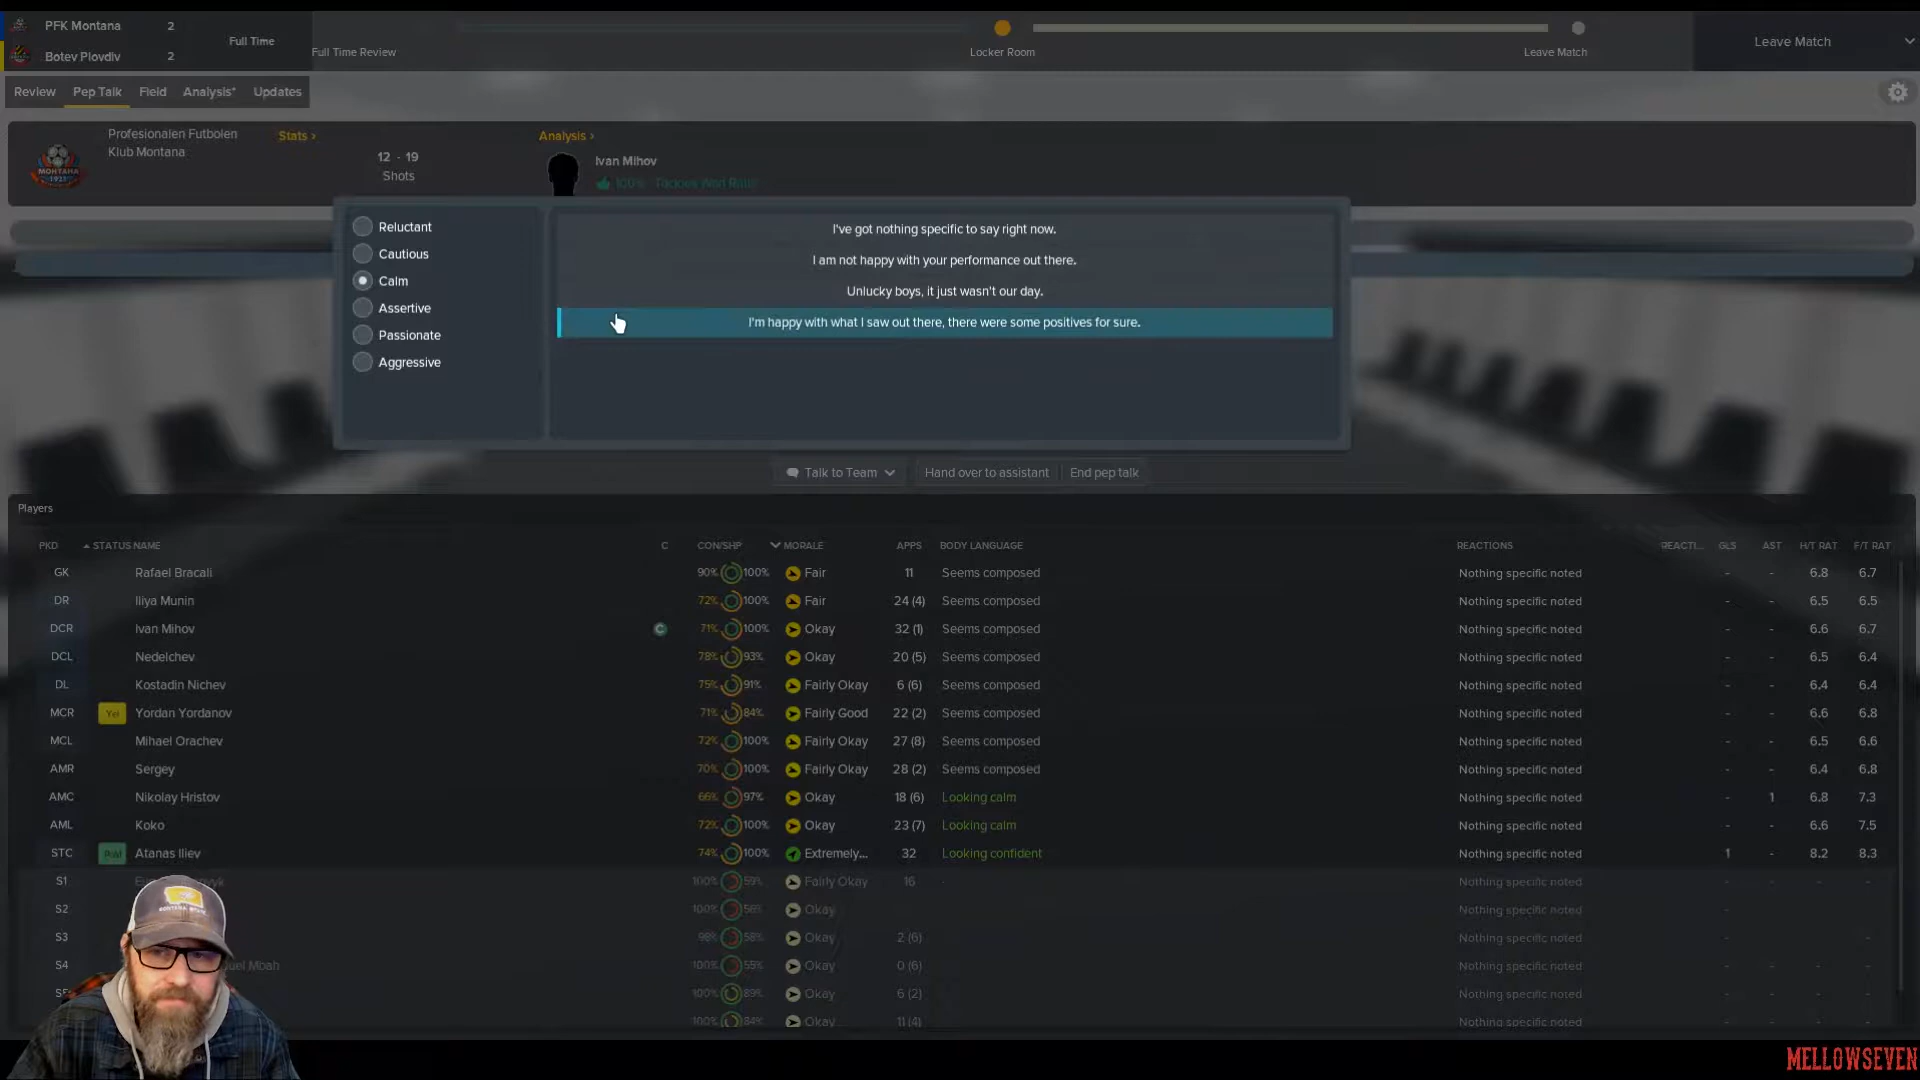 PFK Montana 2
Botev Plovdiv 2
Full Time
Full Time Review
Locker Room
Leave Match
Leave Match
Review Pep Talk Field Analysis* Updates
Profesionalen Futbolen
Klub Montana
MONTANA
1921
Stats ›
12 - 19
Shots
Analysis ›
Ivan Mihov
100% - Tackles Won Ratio
Reluctant
Cautious
Calm
Assertive
Passionate
Aggressive
I've got nothing specific to say right now.
I am not happy with your performance out there.
Unlucky boys, it just wasn't our day.
I'm happy with what I saw out there, there were some positives for sure.
Talk to Team Hand over to assistant End pep talk
Players
PKD STATUS NAME C CON/SHP MORALE APPS BODY LANGUAGE REACTIONS REACTI... GLS AST H/T RAT F/T RAT
GK Rafael Bracali 90% 100% Fair 11 Seems composed Nothing specific noted - - 6.8 6.7
DR Iliya Munin 72% 100% Fair 24 (4) Seems composed Nothing specific noted - - 6.5 6.5
DCR Ivan Mihov C 71% 100% Okay 32 (1) Seems composed Nothing specific noted - - 6.6 6.7
DCL Nedelchev 78% 93% Okay 20 (5) Seems composed Nothing specific noted - - 6.5 6.4
DL Kostadin Nichev 75% 91% Fairly Okay 6 (6) Seems composed Nothing specific noted - - 6.4 6.4
MCR Yel Yordan Yordanov 71% 84% Fairly Good 22 (2) Seems composed Nothing specific noted - - 6.6 6.8
MCL Mihael Orachev 72% 100% Fairly Okay 27 (8) Seems composed Nothing specific noted - - 6.5 6.6
AMR Sergey 70% 100% Fairly Okay 28 (2) Seems composed Nothing specific noted - - 6.4 6.8
AMC Nikolay Hristov 66% 97% Okay 18 (6) Looking calm Nothing specific noted - 1 6.8 7.3
AML Koko 72% 100% Okay 23 (7) Looking calm Nothing specific noted - - 6.6 7.5
STC PWI Atanas Iliev 74% 100% Extremely... 32 Looking confident Nothing specific noted 1 - 8.2 8.3
S1 100% 59% Fairly Okay 16 - Nothing specific noted - - - -
S2 100% 56% Okay Nothing specific noted -
S3 98% 58% Okay 2 (6) Nothing specific noted - -
S4 Mbah 100% 55% Okay 0 (6) Nothing specific noted - - - -
100% 89% Okay 6 (2) Nothing specific noted - - - -
100% 84% Okay 11 (4) Nothing specific noted - - - -
MONTANA STATE
MELLOWSEVEN